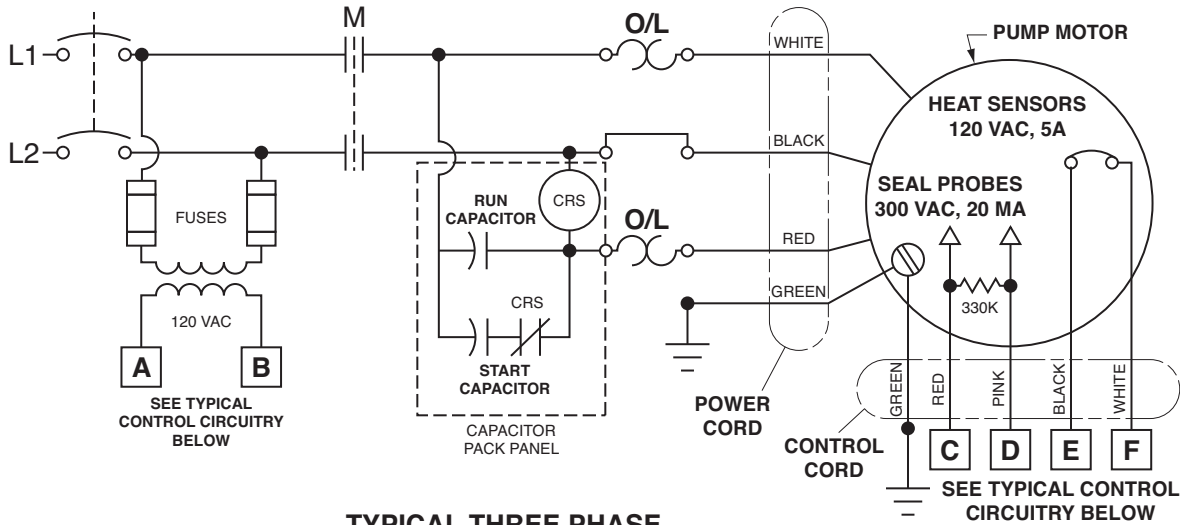 M
L1
O/L
WHITE
PUMP MOTOR
HEAT SENSORS
120 VAC, 5A
L2
BLACK
SEAL PROBES
300 VAC, 20 MA
FUSES
RUN
CAPACITOR
CRS
O/L
RED
GREEN
330K
120 VAC
CRS
START
CAPACITOR
A
B
SEE TYPICAL
CONTROL CIRCUITRY
BELOW
CAPACITOR
PACK PANEL
POWER
CORD
CONTROL
CORD
GREEN
RED
PINK
BLACK
WHITE
C
D
E
F
SEE TYPICAL CONTROL
CIRCUITRY BELOW
TYPICAL THREE PHASE